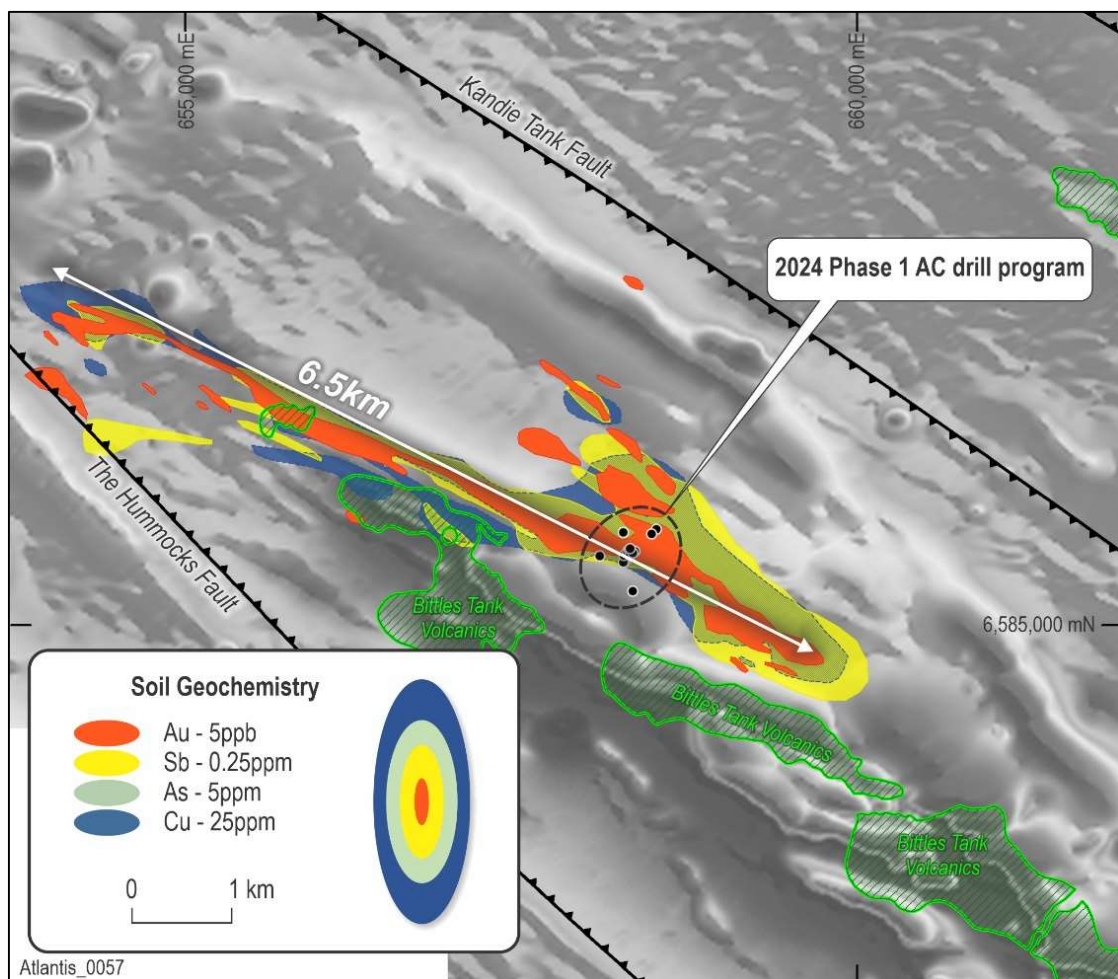 655,000 mE
660,000 mE
Kandie Tank Fault
2024 Phase 1 AC drill program
6.5km
The Hummocks Fault
Bittles Tank
Volcanics
6,585,000 mN
Bittles Tank Volcanics
Bittles Tank
Volcanics
Soil Geochemistry
Au - 5ppb
Sb - 0.25ppm
As - 5ppm
Cu - 25ppm
0 1 km
Atlantis_0057